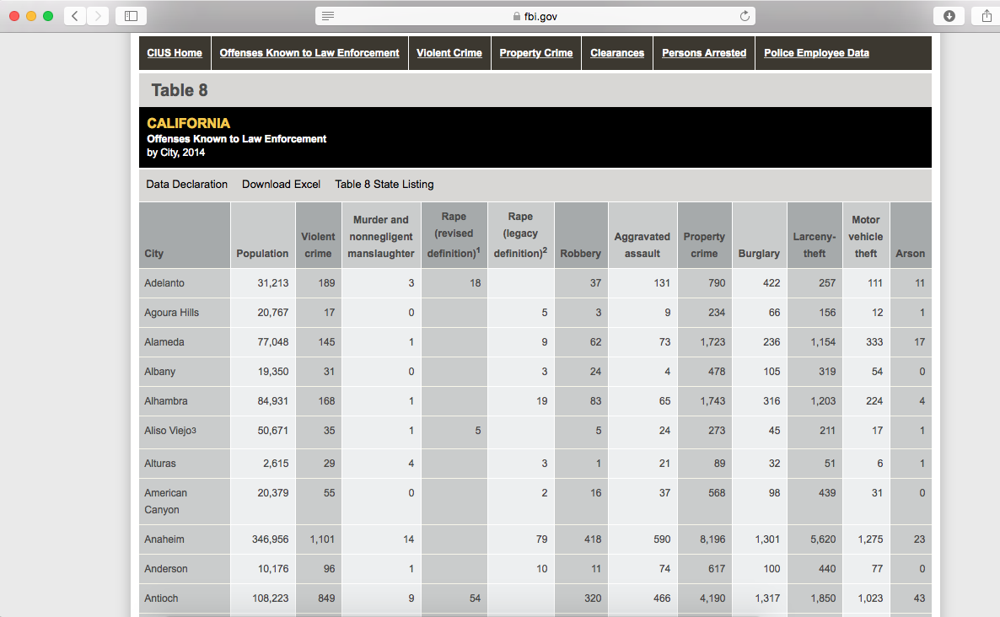 fbi.gov
CIUS Home Offenses Known to Law Enforcement Violent Crime Property Crime Clearances Persons Arrested Police Employee Data
Table 8
CALIFORNIA
Offenses Known to Law Enforcement
by City, 2014
Data Declaration Download Excel Table 8 State Listing
City Population Violent crime Murder and nonnegligent manslaughter Rape (revised definition)1 Rape (legacy definition)2 Robbery Aggravated assault Property crime Burglary Larceny-theft Motor vehicle theft Arson
Adelanto 31,213 189 3 18 37 131 790 422 257 111 11
Agoura Hills 20,767 17 0 5 3 9 234 66 156 12 1
Alameda 77,048 145 1 9 62 73 1,723 236 1,154 333 17
Albany 19,350 31 0 3 24 4 478 105 319 54 0
Alhambra 84,931 168 1 19 83 65 1,743 316 1,203 224 4
Aliso Viejo3 50,671 35 1 5 5 24 273 45 211 17 1
Alturas 2,615 29 4 3 1 21 89 32 51 6 1
American Canyon 20,379 55 0 2 16 37 568 98 439 31 0
Anaheim 346,956 1,101 14 79 418 590 8,196 1,301 5,620 1,275 23
Anderson 10,176 96 1 10 11 74 617 100 440 77 0
Antioch 108,223 849 9 54 320 466 4,190 1,317 1,850 1,023 43